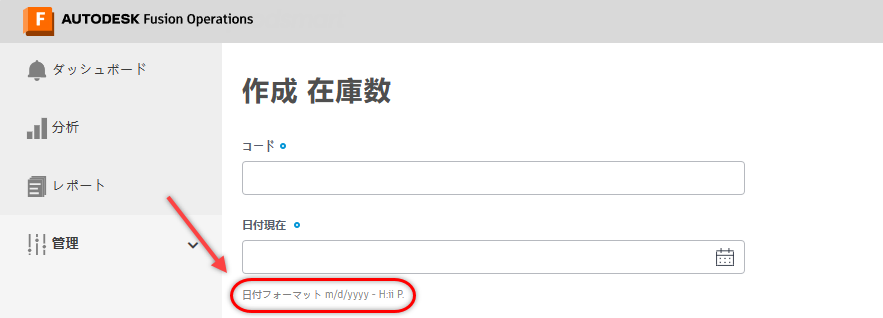 F AUTODESK Fusion Operations
ダッシュボード
分析
レポート
管理
作成 在庫数
コード
日付現在
日付フォーマット m/d/yyyy - H:ii P.